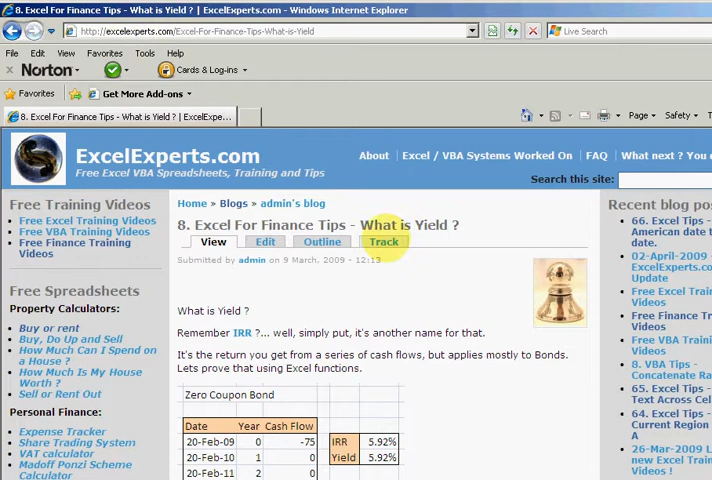 8. Excel For Finance Tips - What is Yield ? | ExcelExperts.com - Windows Internet Explorer
http://excelexperts.com/Excel-For-Finance-Tips-What-is-Yield
Live Search
File Edit View Favorites Tools Help
Norton Cards & Log-ins
Favorites Get More Add-ons
8. Excel For Finance Tips - What is Yield ? | ExcelExpe...
Page Safety
ExcelExperts.com
Free Excel VBA Spreadsheets, Training and Tips
About Excel / VBA Systems Worked On FAQ What next ? You
Search this site:
Free Training Videos
Free Excel Training Videos
Free VBA Training Videos
Free Finance Training
Videos
Free Spreadsheets
Property Calculators:
Buy or rent
Buy, Do Up and Sell
How Much Can I Spend on
a House ?
How Much Is My House
Worth ?
Sell or Rent Out
Personal Finance:
Expense Tracker
Share Trading System
VAT calculator
Madoff Ponzi Scheme
Calculator
Home » Blogs » admin's blog
8. Excel For Finance Tips - What is Yield ?
View Edit Outline Track
Submitted by admin on 9 March, 2009 - 12:13
What is Yield ?
Remember IRR ?... well, simply put, it's another name for that.
It's the return you get from a series of cash flows, but applies mostly to Bonds.
Lets prove that using Excel functions.
Zero Coupon Bond
Date Year Cash Flow
20-Feb-09 0 -75 IRR 5.92%
20-Feb-10 1 0 Yield 5.92%
20-Feb-11 2 0
Recent blog po
66. Excel Ti
American date t
date.
02-April-2009 -
ExcelExperts.co
Update
Free Excel Trai
Videos
Free Finance T
Videos
Free VBA Traini
Videos
8. VBA Tips -
Concatenate Ra
65. Excel Tips
Text Across Cel
64. Excel Tips
Current Region
A
26-Mar-2009 L
new Excel Train
Videos !